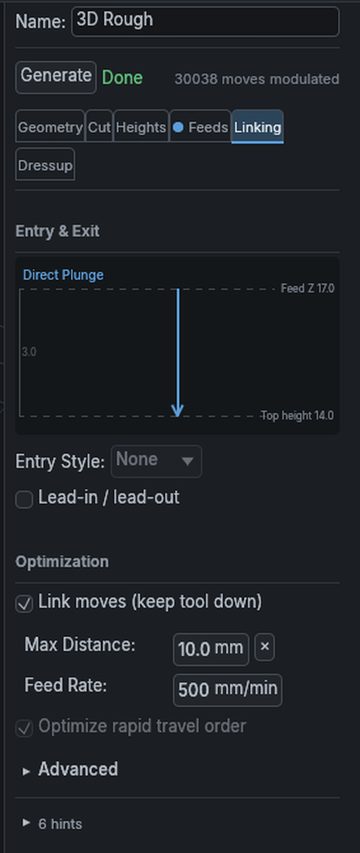 Name: 3D Rough
Generate Done 30038 moves modulated
Geometry Cut Heights Feeds Linking
Dressup
Entry & Exit
Direct Plunge
Feed Z 17.0
3.0
Top height 14.0
Entry Style: None
Lead-in / lead-out
Optimization
Link moves (keep tool down)
Max Distance: 10.0 mm ×
Feed Rate: 500 mm/min
Optimize rapid travel order
Advanced
6 hints